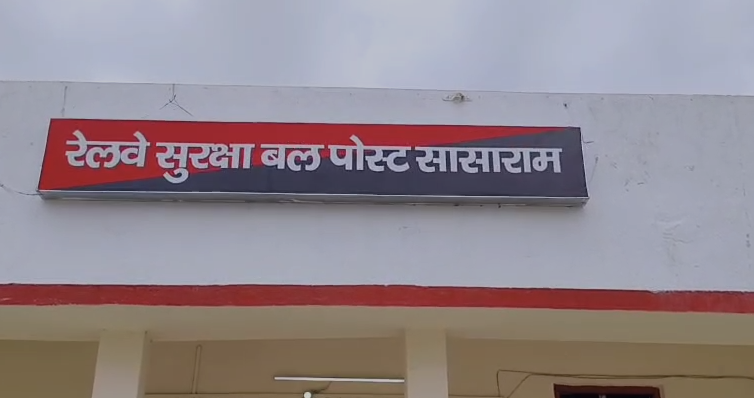 रेलवे सुरक्षा बल पोस्ट सासाराम